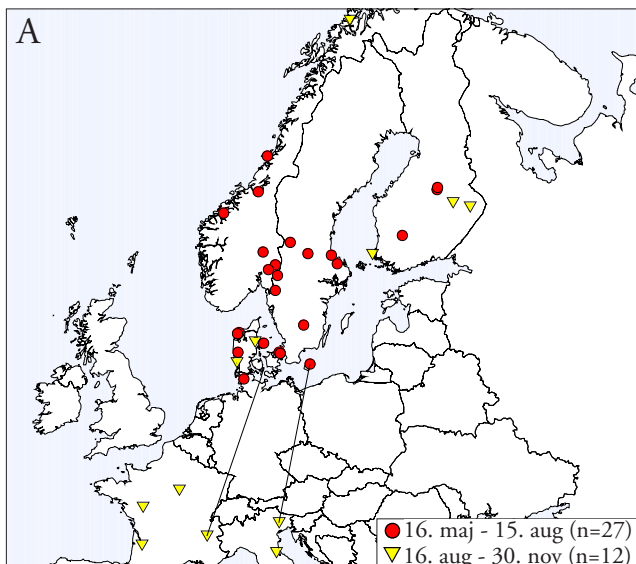 A
16. maj - 15. aug (n=27)
16. aug - 30. nov (n=12)